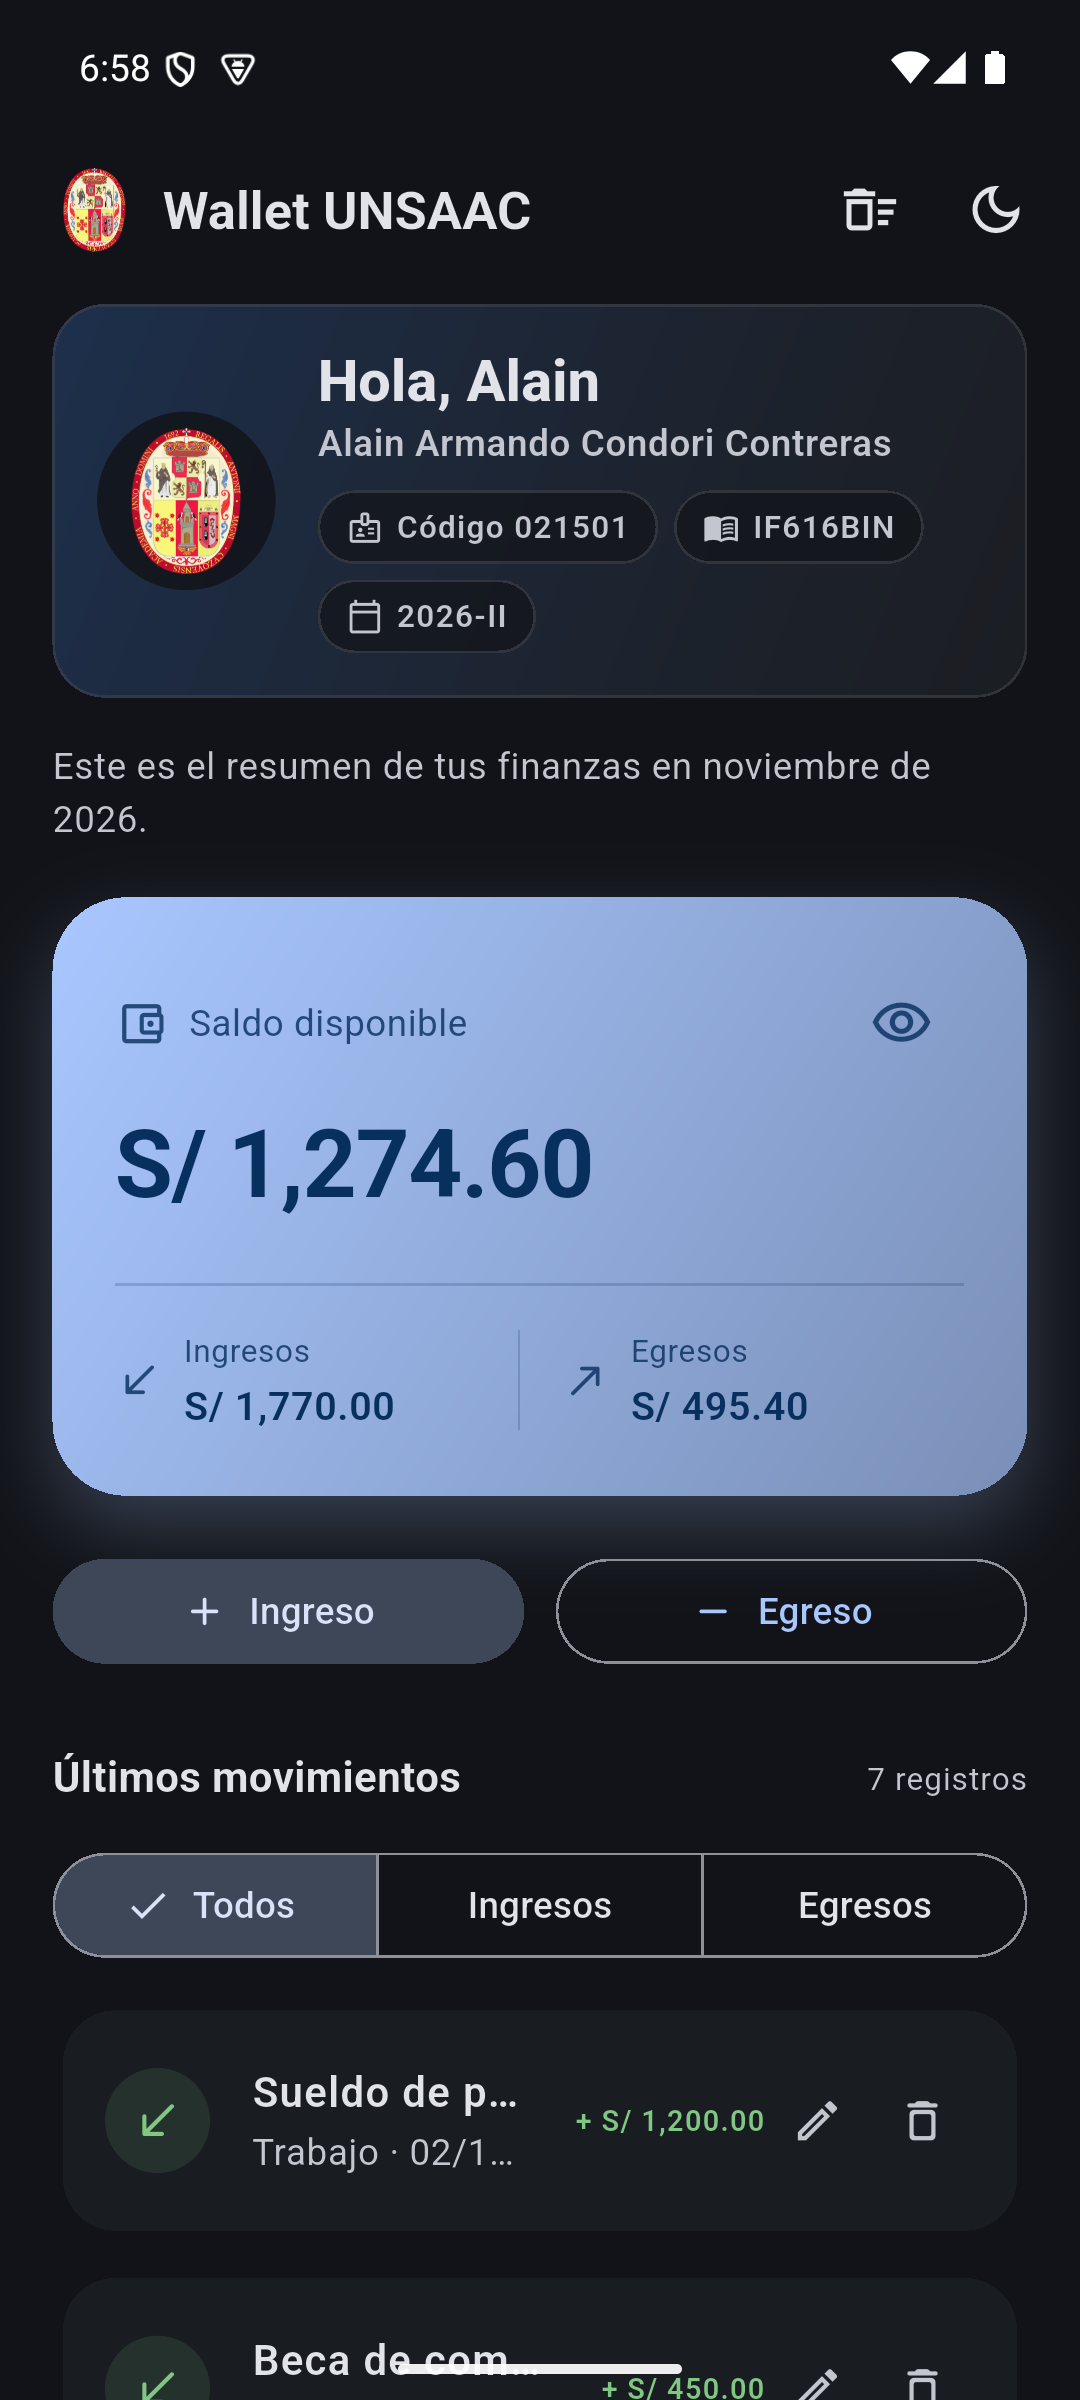 6:58
Wallet UNSAAC
Hola, Alain
Alain Armando Condori Contreras
Código 021501
IF616BIN
2026-II
Este es el resumen de tus finanzas en noviembre de
2026.
Saldo disponible
S/ 1,274.60
Ingresos
S/ 1,770.00
Egresos
S/ 495.40
+ Ingreso
− Egreso
Últimos movimientos
7 registros
Todos
Ingresos
Egresos
Sueldo de p...
Trabajo · 02/1...
+ S/ 1,200.00
Beca de com...
+ S/ 450.00